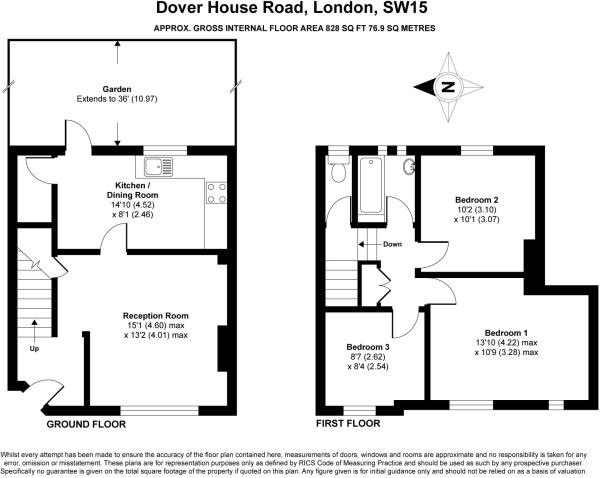 Dover House Road, London, SW15
APPROX. GROSS INTERNAL FLOOR AREA 828 SQ FT 76.9 SQ METRES
Garden
Extends to 36' (10.97)
N
Kitchen /
Dining Room
14'10 (4.52)
x 8'1 (2.46)
Reception Room
15'1 (4.60) max
x 13'2 (4.01) max
Up
GROUND FLOOR
Bedroom 2
10'2 (3.10)
x 10'1 (3.07)
Down
Bedroom 1
13'10 (4.22) max
x 10'9 (3.28) max
Bedroom 3
8'7 (2.62)
x 8'4 (2.54)
FIRST FLOOR
Whilst every attempt has been made to ensure the accuracy of the floor plan contained here, measurements of doors, windows and rooms are approximate and no responsibility is taken for any
error, omission or misstatement. These plans are for representation purposes only as defined by RICS Code of Measuring Practice and should be used as such by any prospective purchaser.
Specifically no guarantee is given on the total square footage of the property if quoted on this plan. Any figure given is for initial guidance only and should not be relied on as a basis of valuation.